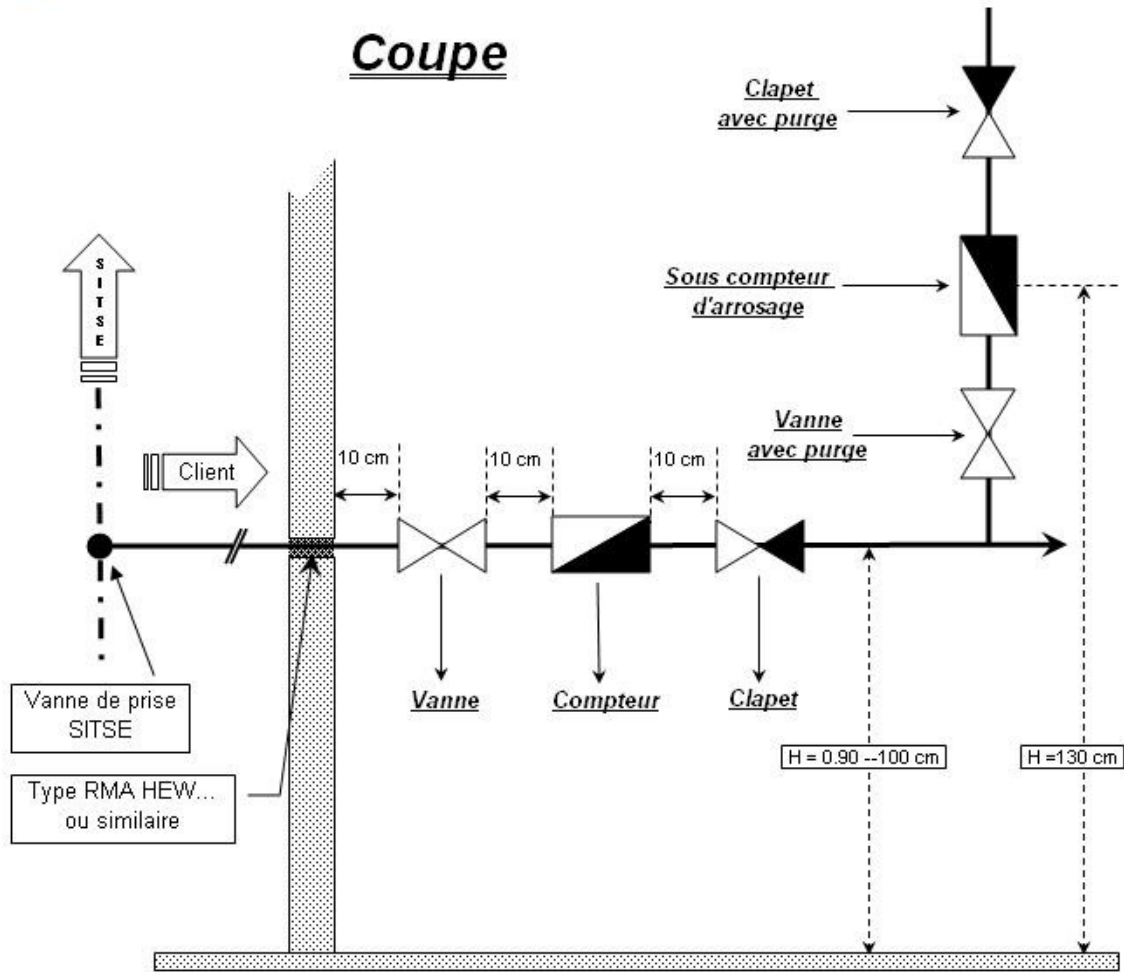 Coupe
Clapet
avec purge
SITSE
Sous compteur
d'arrosage
Vanne
avec purge
Client
10 cm
10 cm
10 cm
Vanne de prise
SITSE
Vanne
Compteur
Clapet
H = 0.90 --100 cm
H =130 cm
Type RMA HEW...
ou similaire